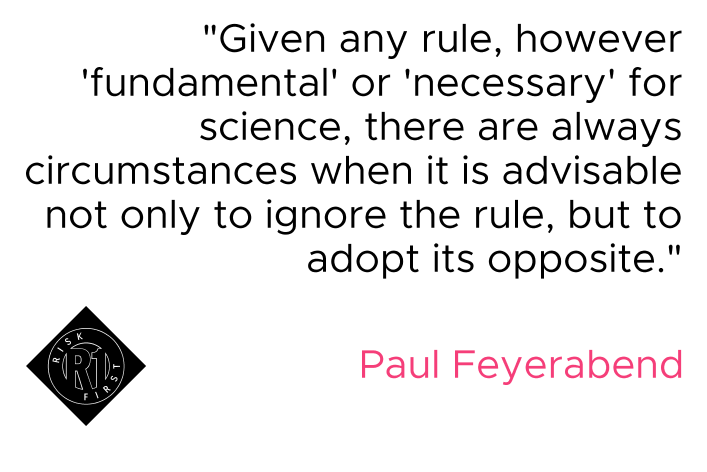 "Given any rule, however
'fundamental' or 'necessary' for
science, there are always
circumstances when it is advisable
not only to ignore the rule, but to
adopt its opposite."
Paul Feyerabend
RISK
R1
FIRST